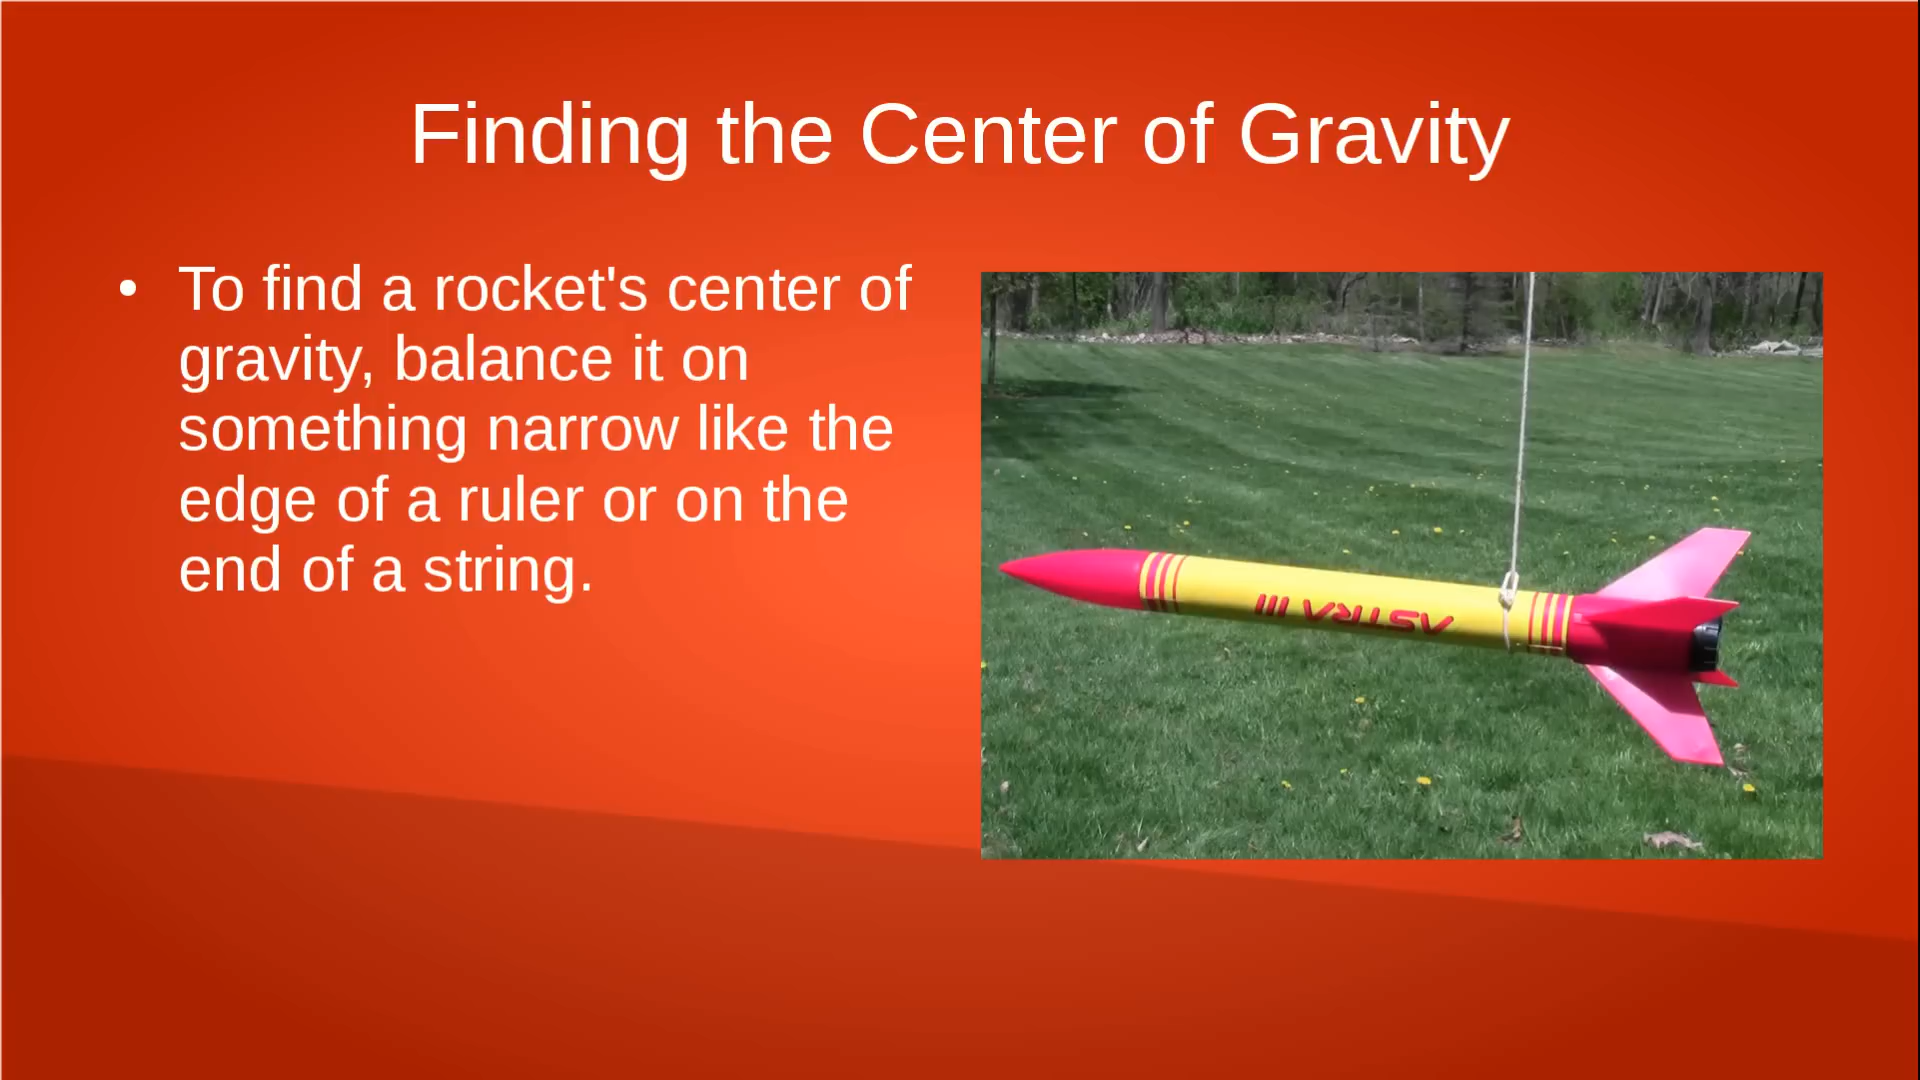 Finding the Center of Gravity
• To find a rocket's center of
gravity, balance it on
something narrow like the
edge of a ruler or on the
end of a string.
ASTRA III